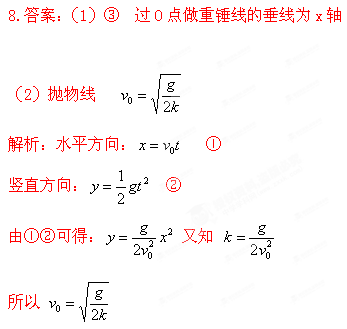 8.答案：（1）③ 过O点做重锤线的垂线为x轴
（2）抛物线 v₀ = √(g/2k)
解析：水平方向：x = v₀t ①
竖直方向：y = 1/2 gt² ②
由①②可得：y = g/2v₀² x² 又知 k = g/2v₀²
所以 v₀ = √(g/2k)